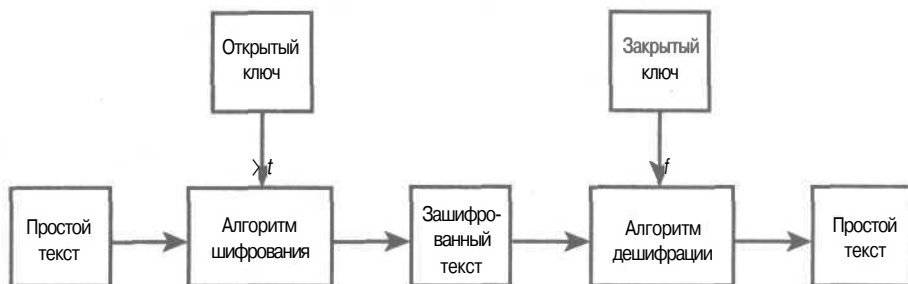 Открытый
ключ
Закрытый
ключ
t
f
Простой
текст
Алгоритм
шифрования
Зашифро-
ванный
текст
Алгоритм
дешифрации
Простой
текст